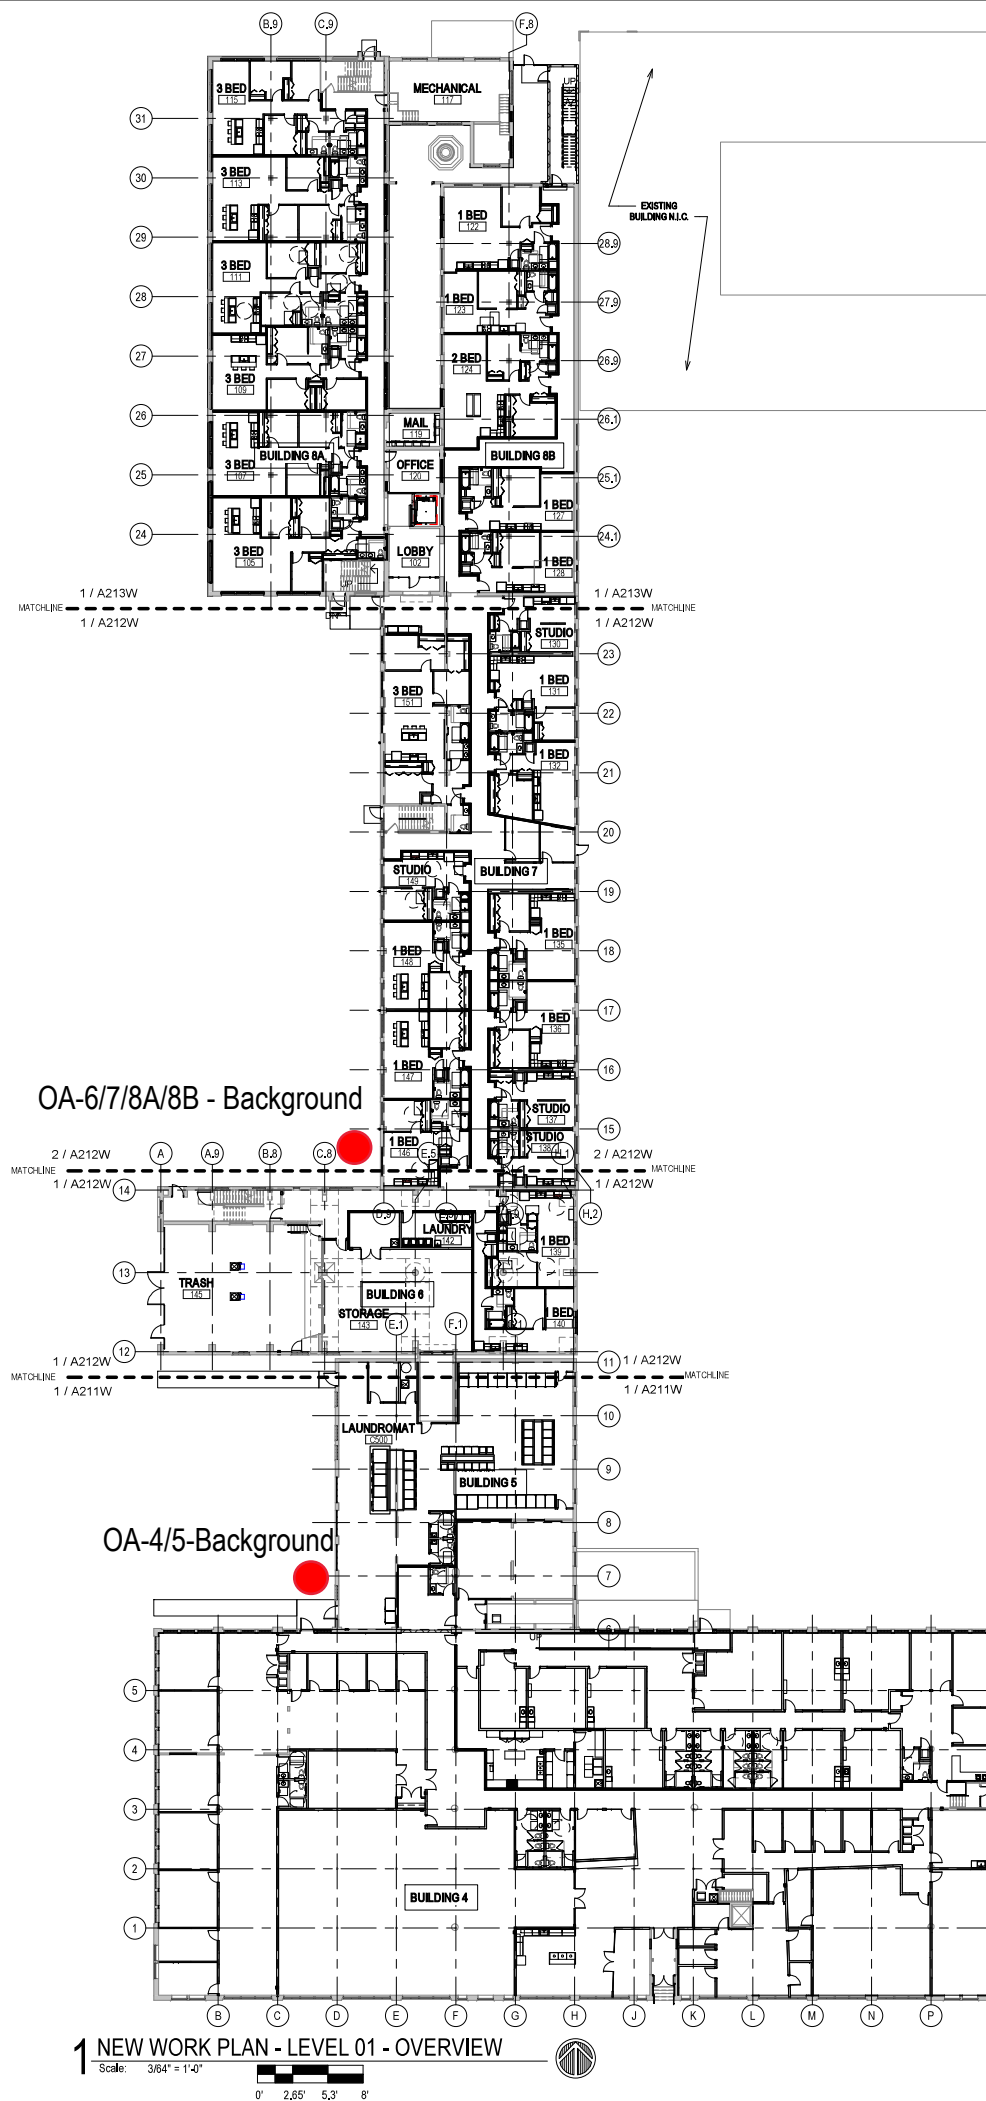 B.9 C.9 F.8
3 BED
115
MECHANICAL
117
UP
31
30
3 BED
113
EXISTING
BUILDING N.I.C.
1 BED
122
29
28.9
3 BED
111
28
1 BED
123
27.9
27
3 BED
109
2 BED
124
26.9
26
MAIL
119
26.1
BUILDING 8A
BUILDING 8B
3 BED
107
OFFICE
120
25
25.1
1 BED
127
24
24.1
3 BED
105
LOBBY
102
1 BED
128
UP
1 / A213W 1 / A213W
MATCHLINE MATCHLINE
1 / A212W 1 / A212W
DN
STUDIO
130
23
3 BED
151
1 BED
131
22
1 BED
132
21
20
STUDIO
149
BUILDING 7
19
1 BED
135
1 BED
148
18
17
1 BED
136
1 BED
147
16
OA-6/7/8A/8B - Background
STUDIO
137
15
STUDIO
138
1 BED
146
2 / A212W A A.9 B.8 C.8 E.5 H.1 2 / A212W
MATCHLINE MATCHLINE
1 / A212W 1 / A212W
14
D.9 H.2
LAUNDRY
142
1 BED
139
13
TRASH
145
BUILDING 6
STORAGE
143
1 BED
140
E.1 F.1
12
11
1 / A212W 1 / A212W
MATCHLINE MATCHLINE
1 / A211W 1 / A211W
10
LAUNDROMAT
C500
9
BUILDING 5
8
OA-4/5-Background
7
6
5
4
3
2
BUILDING 4
1
B C D E F G H J K L M N P
1 NEW WORK PLAN - LEVEL 01 - OVERVIEW
Scale: 3/64" = 1'-0"
0' 2.65' 5.3' 8'